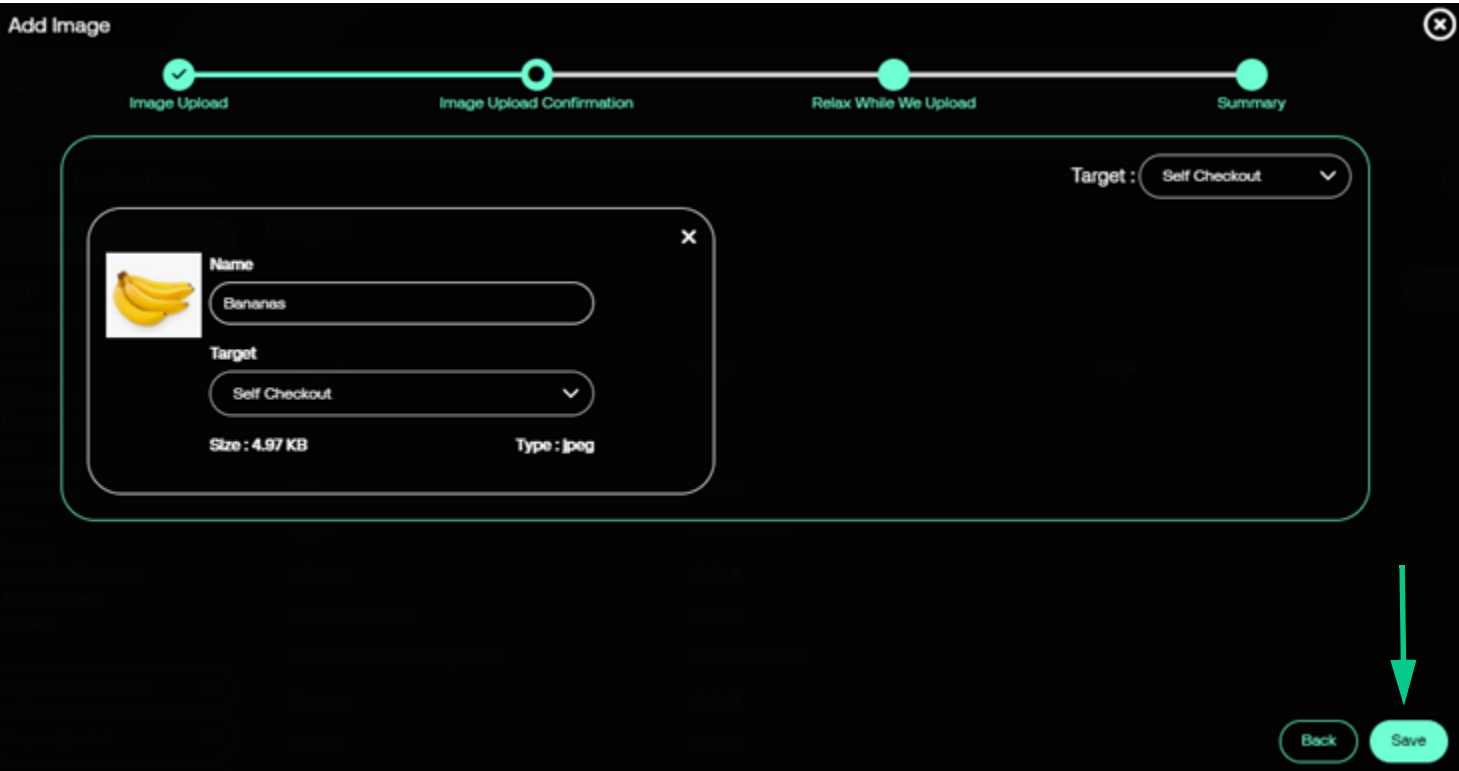 Add Image
Image Upload
Image Upload Confirmation
Relax While We Upload
Summary
Target : Self Checkout
Name
Bananas
Target
Self Checkout
Size : 4.97 KB
Type : jpeg
Back
Save